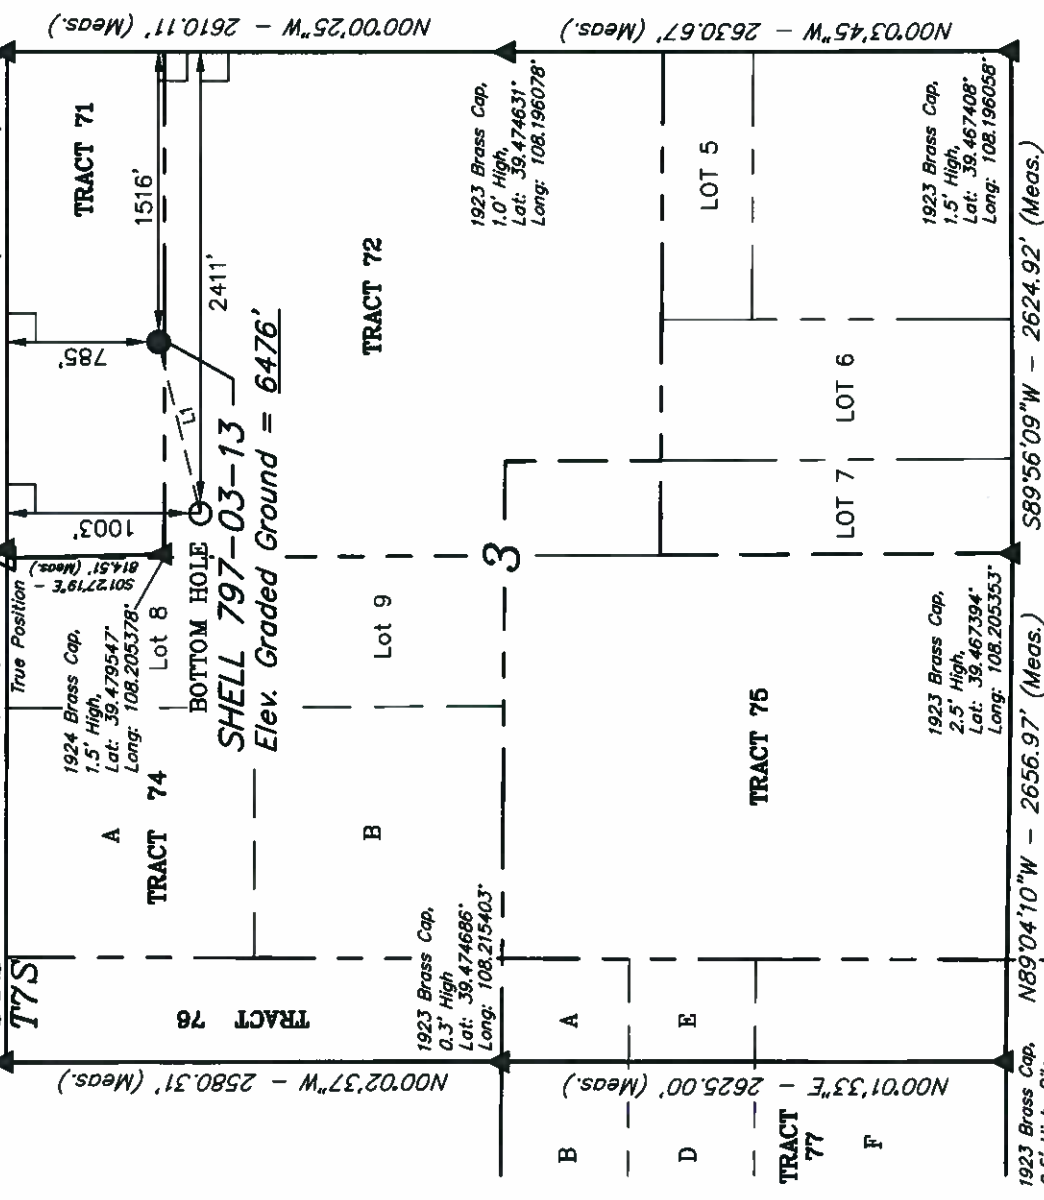 N00°00'25"W - 2610.11' (Meas.)
N00°03'45"W - 2630.67' (Meas.)
TRACT 71
1516'
2411'
785'
L1
1003'
S01°27'19"E -
814.51' (Meas.)
True Position
1924 Brass Cap,
1.5' High,
Lat: 39.479547°
Long: 108.205378°
Lot 8
BOTTOM HOLE
SHELL 797-03-13
Elev. Graded Ground = 6476'
TRACT 72
1923 Brass Cap,
1.0' High,
Lat: 39.474631°
Long: 108.196078°
LOT 5
LOT 6
LOT 7
1923 Brass Cap,
1.5' High,
Lat: 39.467408°
Long: 108.196058°
S89°56'09"W - 2624.92' (Meas.)
3
Lot 9
A
TRACT 74
B
TRACT 75
1923 Brass Cap,
2.5' High,
Lat: 39.467394°
Long: 108.205353°
N89°04'10"W - 2656.97' (Meas.)
T7S
TRACT 76
1923 Brass Cap,
0.3' High
Lat: 39.474686°
Long: 108.215403°
A
E
N00°02'37"W - 2580.31' (Meas.)
N00°01'33"E - 2625.00' (Meas.)
B
D
TRACT
77
F
1923 Brass Cap,